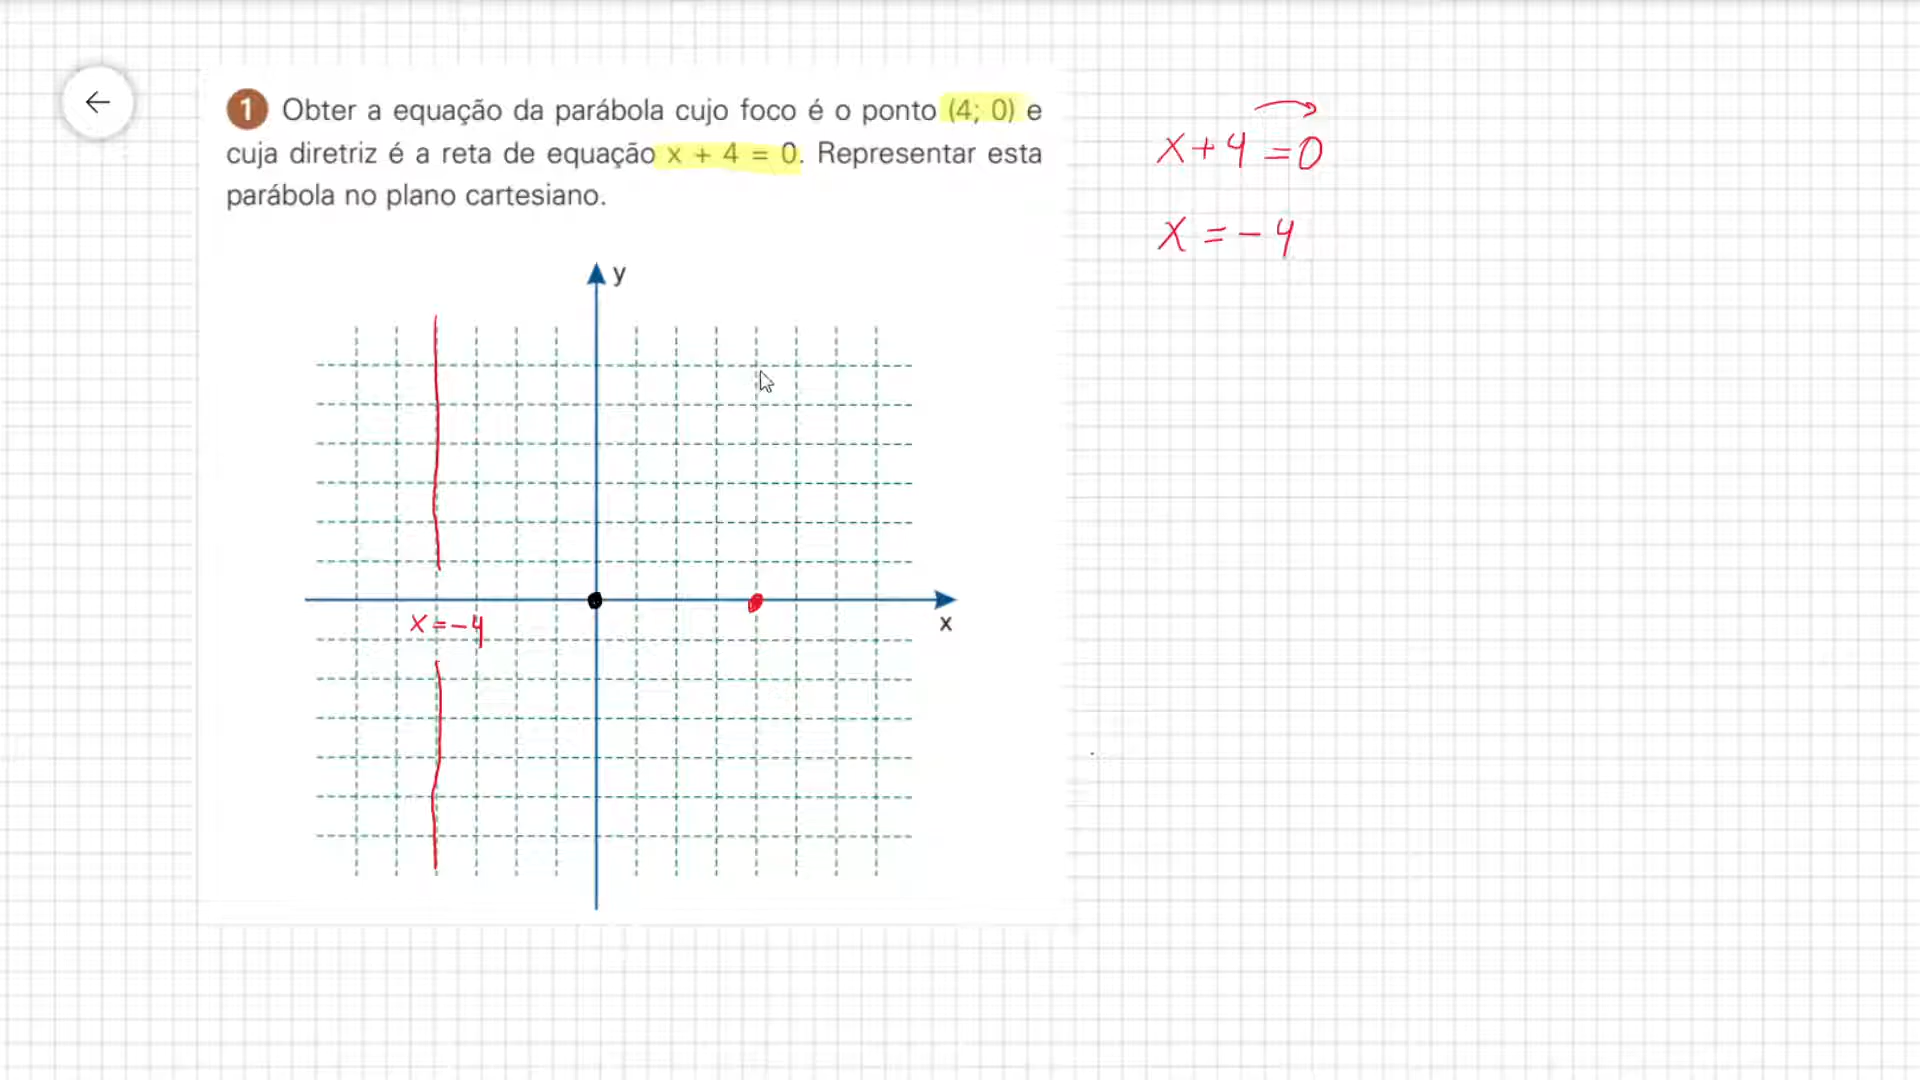 1 Obter a equação da parábola cujo foco é o ponto (4; 0) e
cuja diretriz é a reta de equação x + 4 = 0. Representar esta
parábola no plano cartesiano.
x+4 =0
x = -4
y
x = -4
x